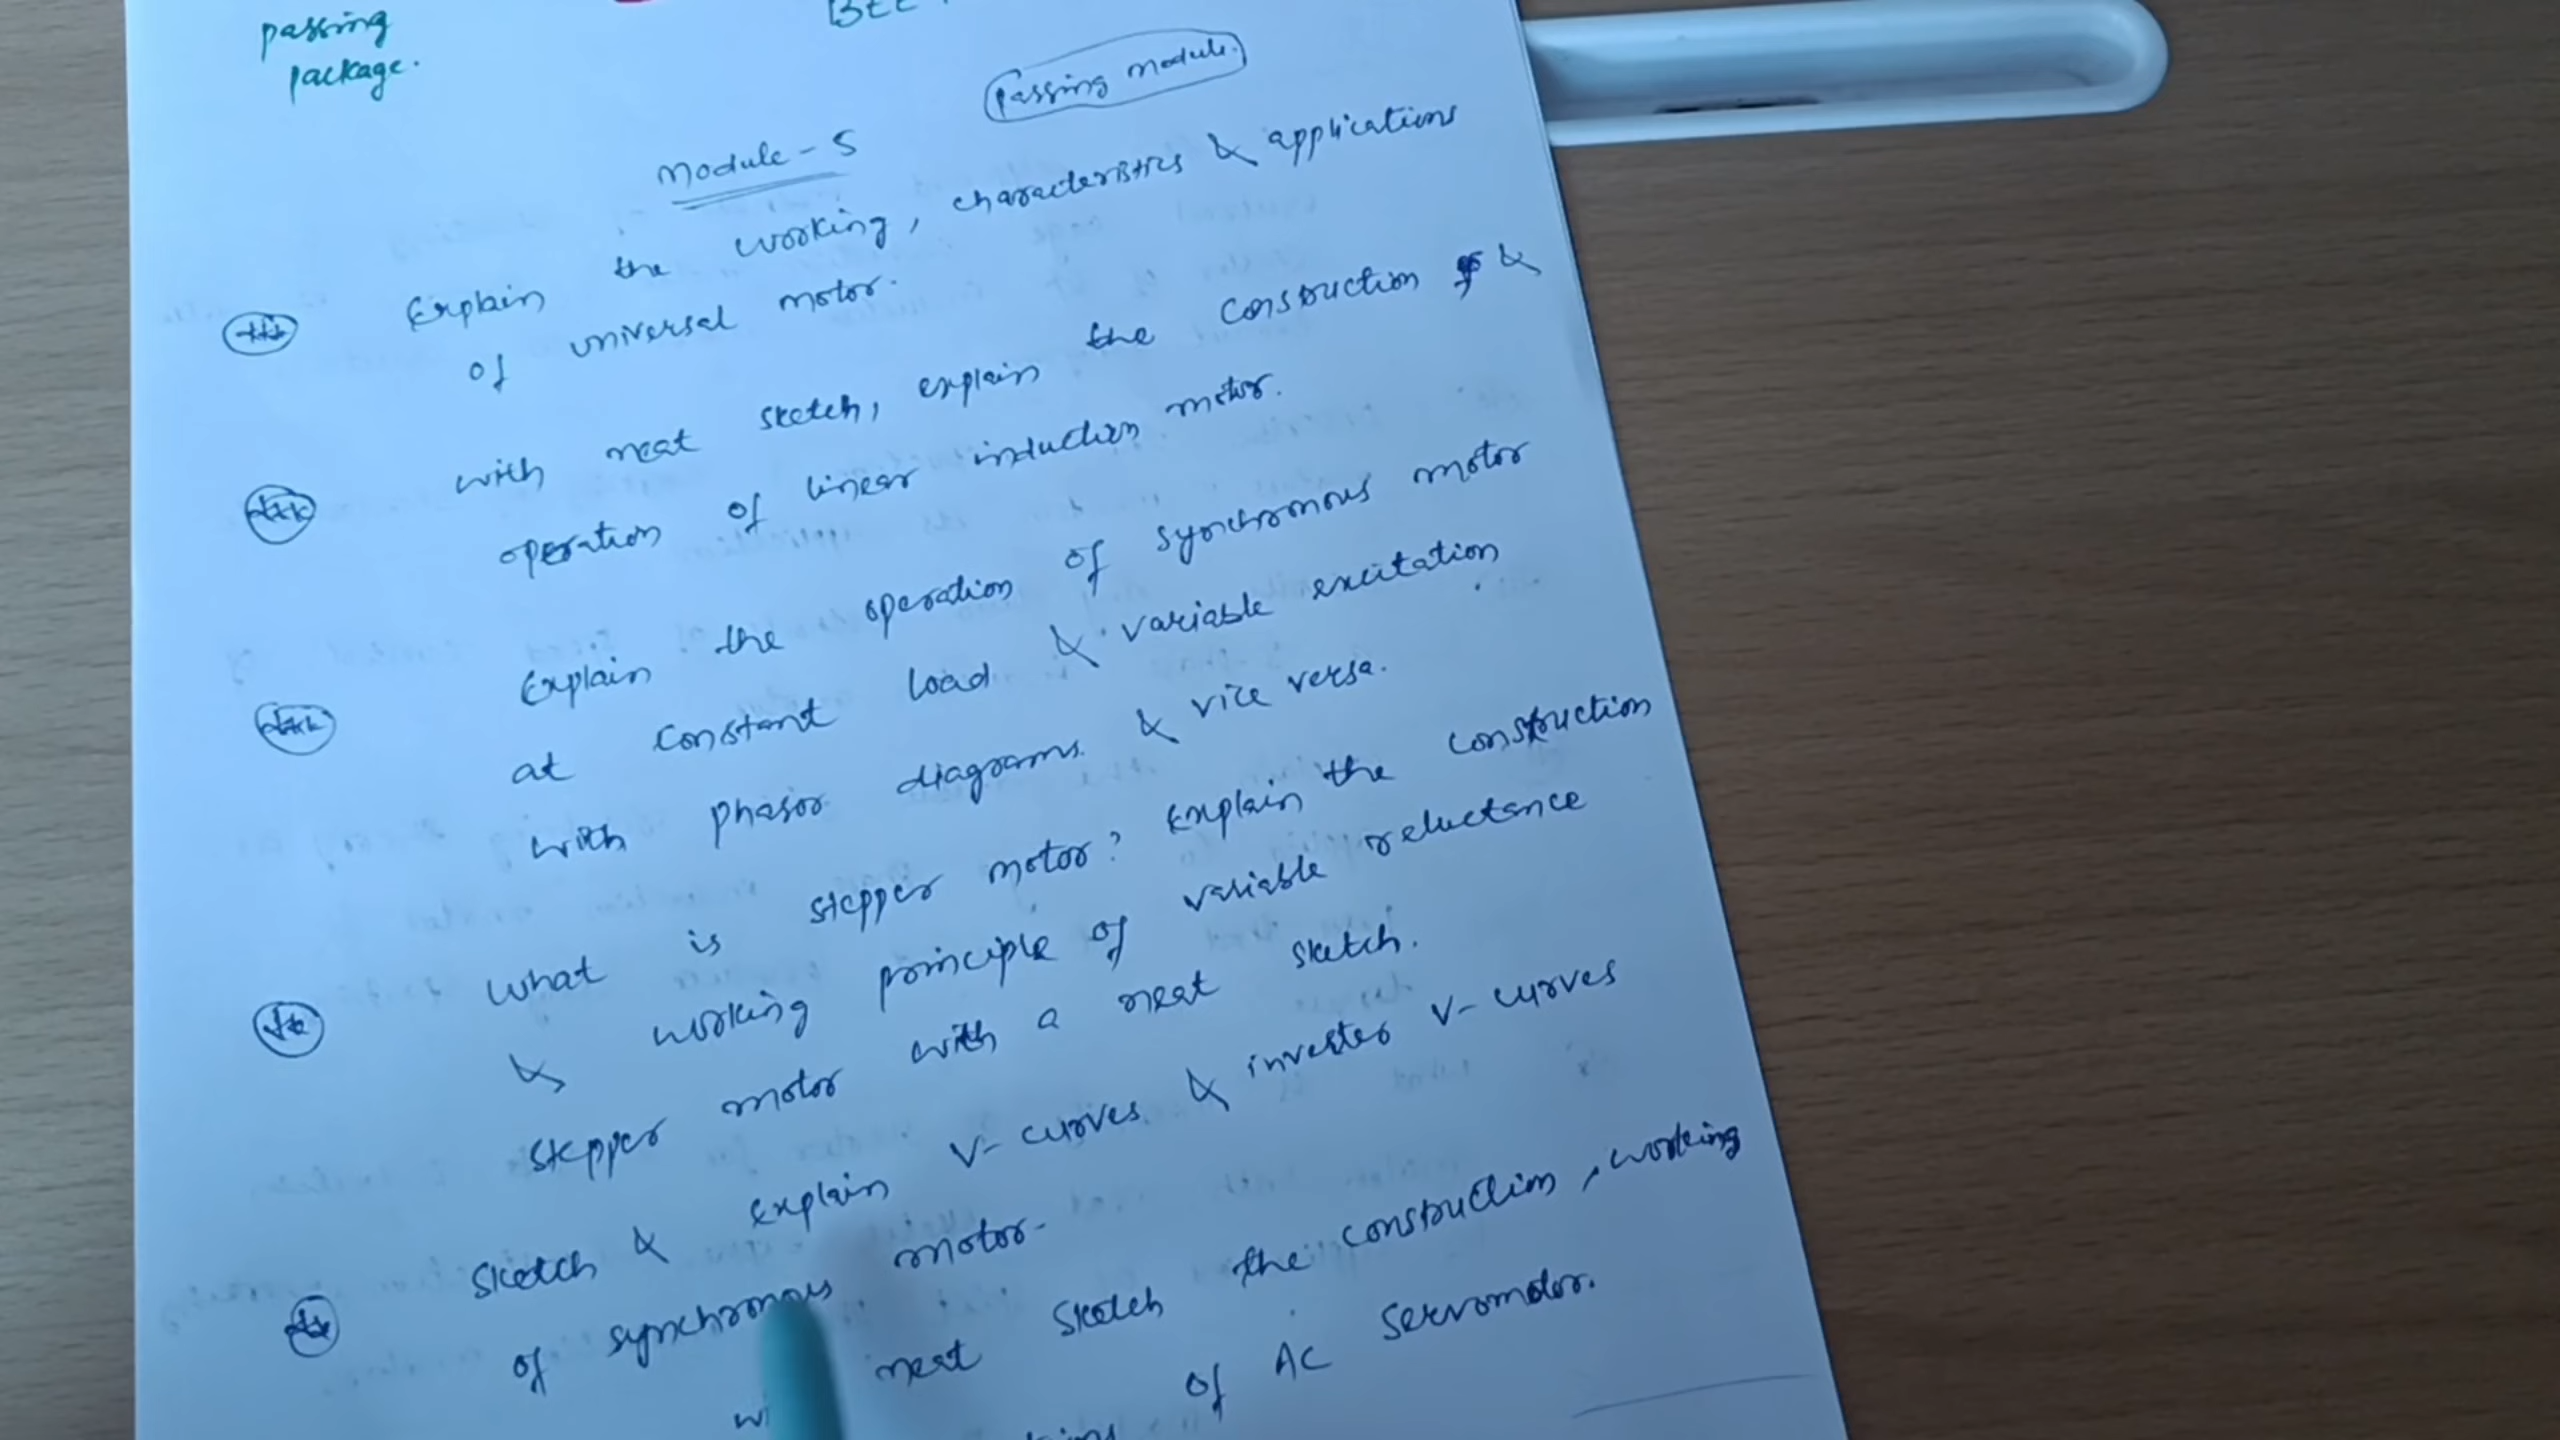 passing
package.
passing module.
Module - 5
Explain the working, characteristics & applications
of universal motor.
with neat sketch, explain the construction &
operation of linear induction motor.
Explain the operation of synchronous motor
at constant load & variable excitation
with phasor diagrams & vice versa.
what is stepper motor? Explain the construction
& working principle of variable reluctance
stepper motor with a neat sketch.
Sketch & explain V-curves & inverter V-curves
of synchronous motor.
neat sketch the construction, working
of AC servomotor.